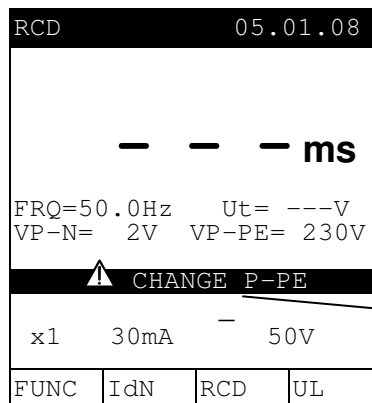 RCD 05.01.08
– – – ms
FRQ=50.0Hz Ut= ---V
VP-N= 2V VP-PE= 230V
CHANGE P-PE
x1 30mA 50V
FUNC IdN RCD UL